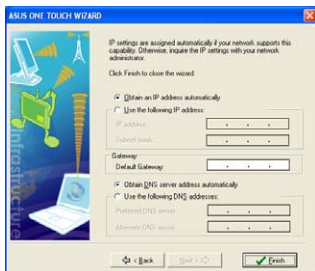 ASUS ONE TOUCH WIZARD
IP settings are assigned automatically if your network supports this
capability. Otherwise, inquire the IP settings with your network
administrator.
Click Finish to close the wizard.
Obtain an IP address automatically
Use the following IP address:
IP address:
Subnet mask:
Gateway
Default Gateway:
Obtain DNS server address automatically
Use the following DNS addresses:
Preferred DNS server:
Alternate DNS server:
Infrastructure
< Back
Next >
Finish